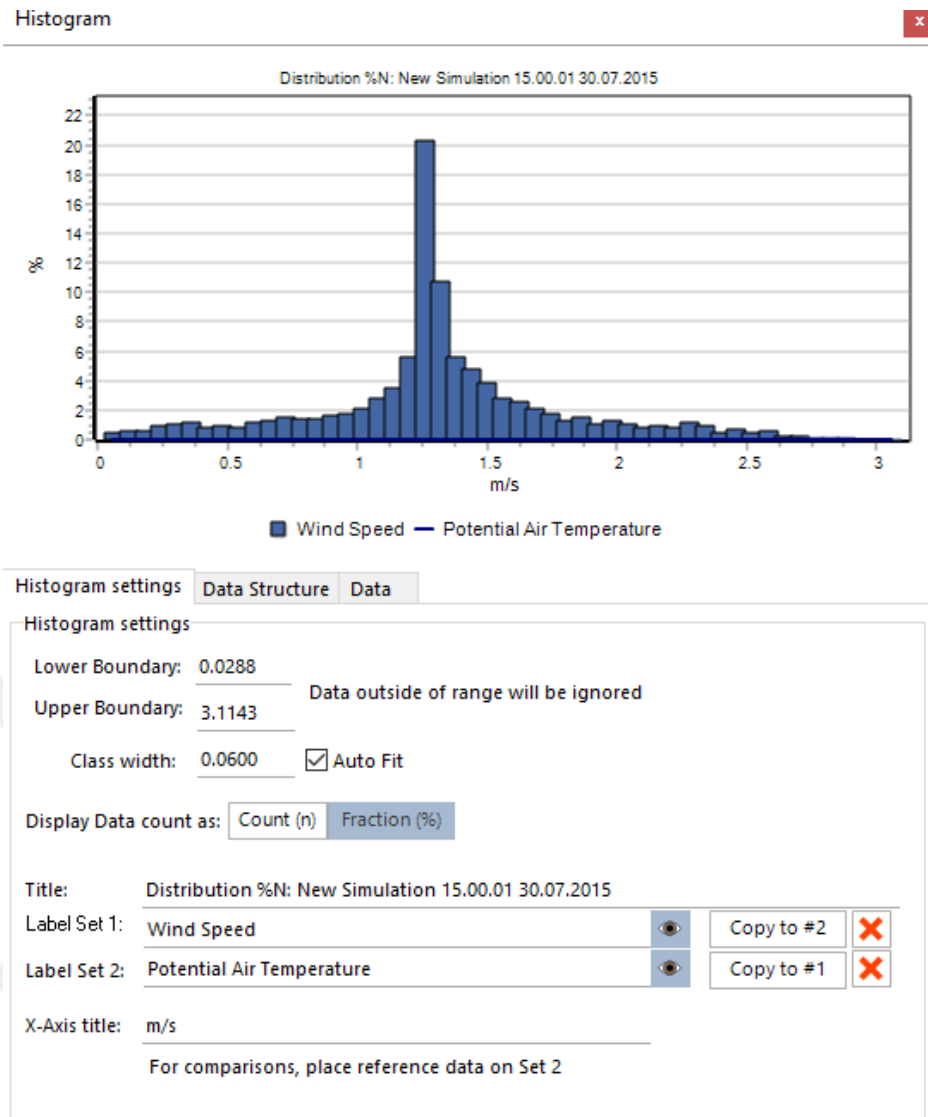 Histogram
x
Distribution %N: New Simulation 15.00.01 30.07.2015
22
20
18
16
14
12
10
8
6
4
2
0
%
0 0.5 1 1.5 2 2.5 3
m/s
Wind Speed Potential Air Temperature
Histogram settings Data Structure Data
Histogram settings
Lower Boundary: 0.0288
Data outside of range will be ignored
Upper Boundary: 3.1143
Class width: 0.0600 Auto Fit
Display Data count as: Count (n) Fraction (%)
Title: Distribution %N: New Simulation 15.00.01 30.07.2015
Label Set 1: Wind Speed Copy to #2
Label Set 2: Potential Air Temperature Copy to #1
X-Axis title: m/s
For comparisons, place reference data on Set 2